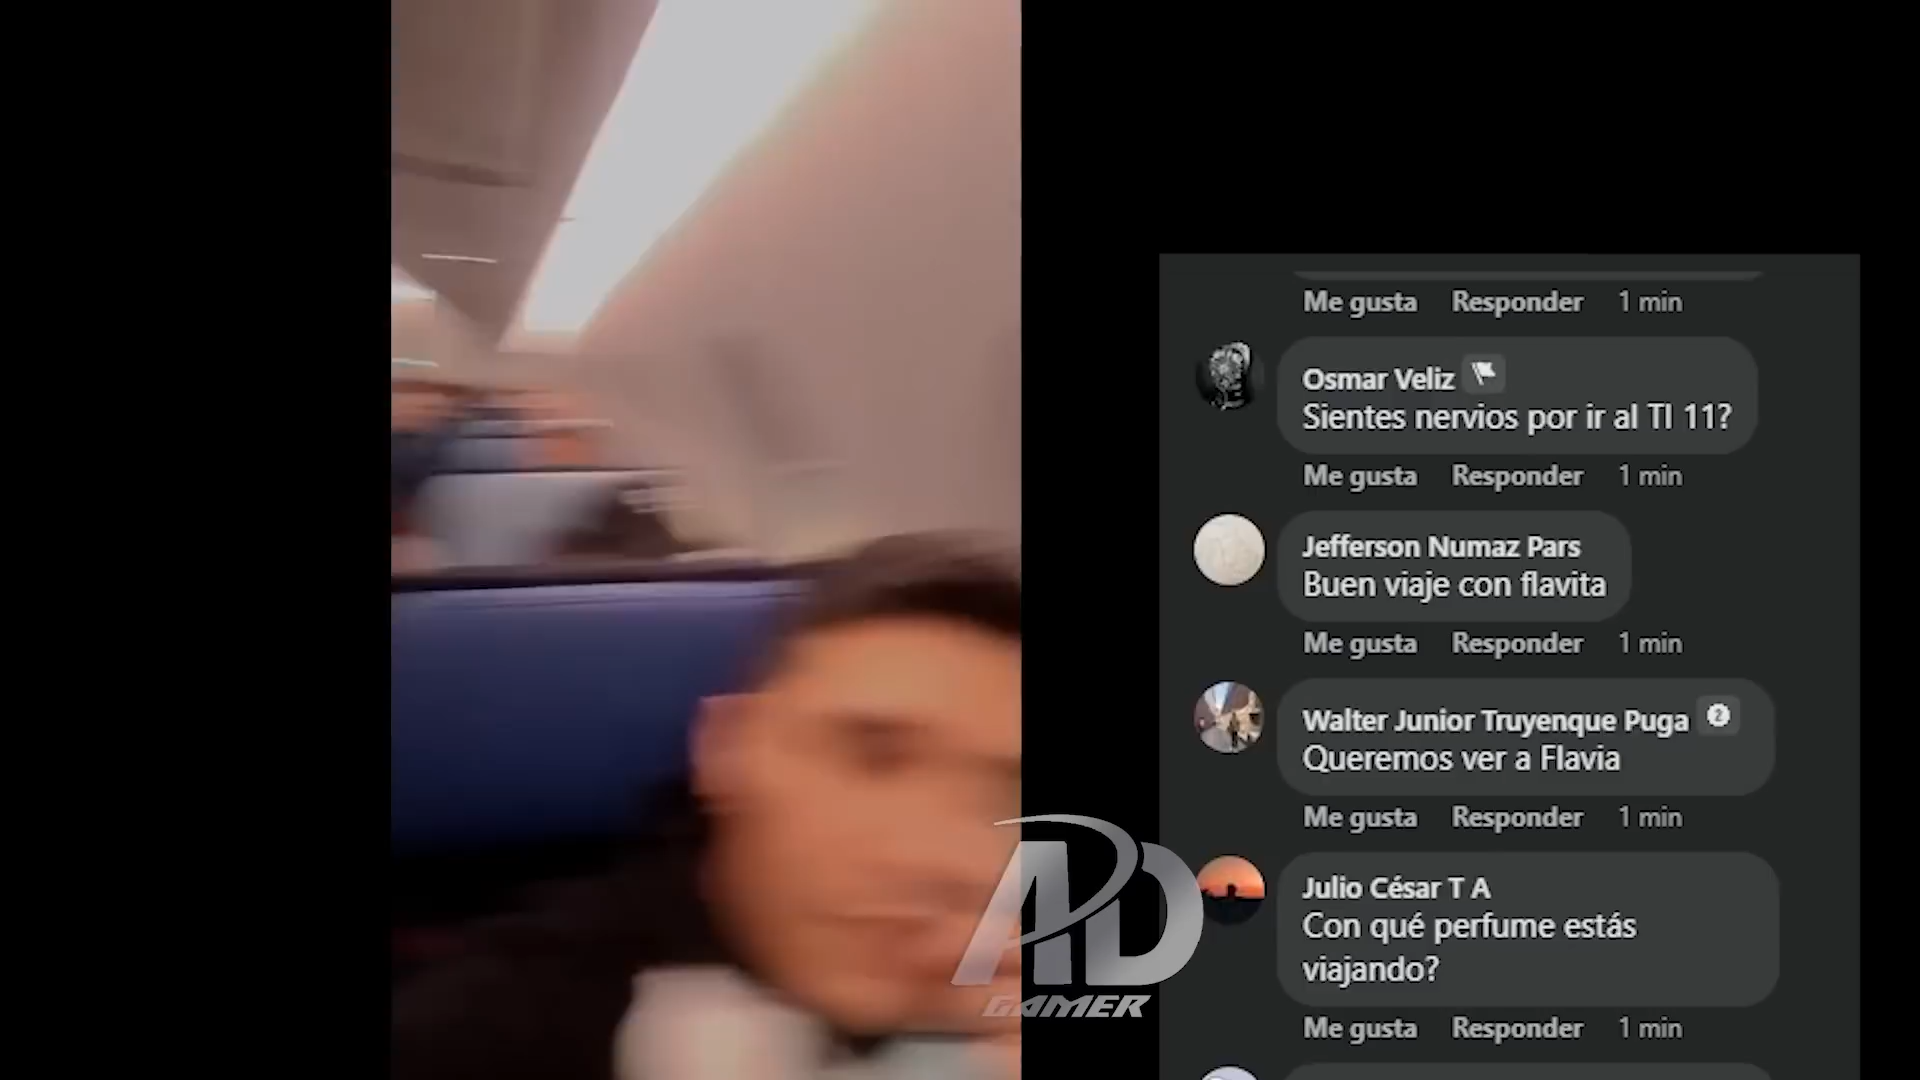 Me gusta Responder 1 min
Osmar Veliz
Sientes nervios por ir al TI 11?
Me gusta Responder 1 min
Jefferson Numaz Pars
Buen viaje con flavita
Me gusta Responder 1 min
Walter Junior Truyenque Puga
Queremos ver a Flavia
Me gusta Responder 1 min
Julio César T A
Con qué perfume estás
viajando?
Me gusta Responder 1 min
AD
GAMER